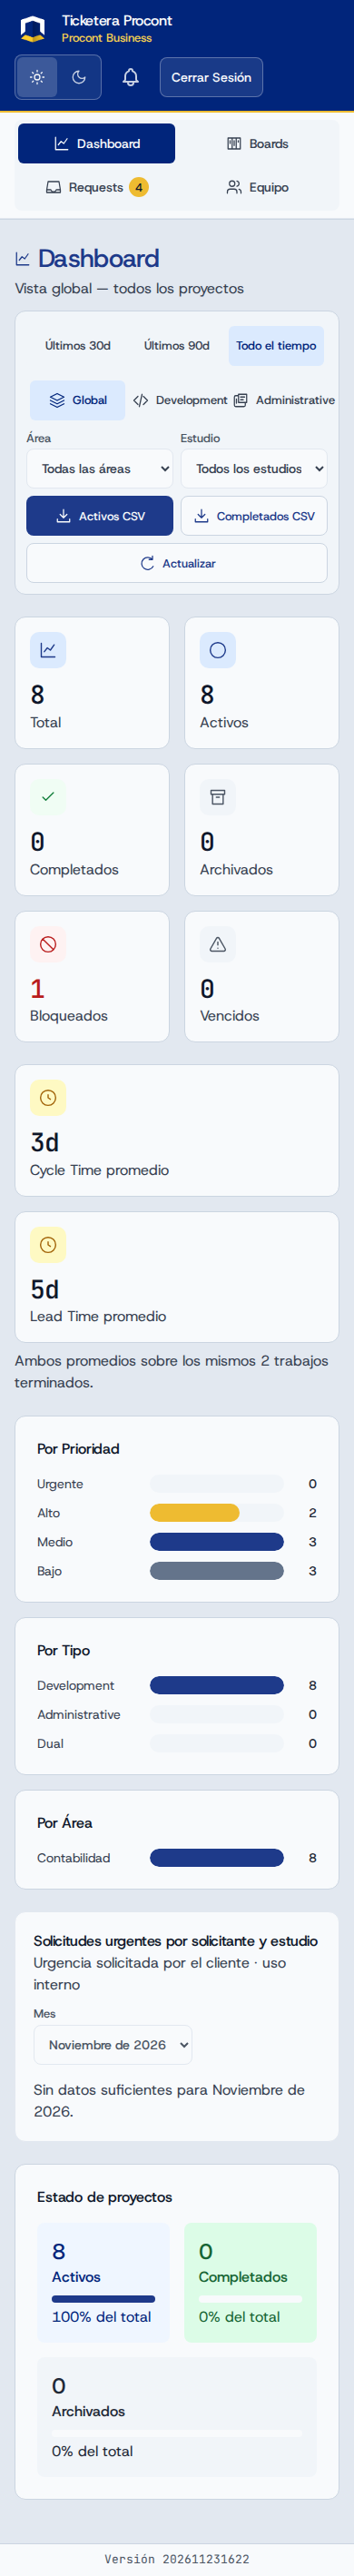 Ticketera Procont
Procont Business
Cerrar Sesión
Dashboard
Boards
Requests 4
Equipo
Dashboard
Vista global — todos los proyectos
Últimos 30d
Últimos 90d
Todo el tiempo
Global
Development
Administrative
Área
Estudio
Todas las áreas
Todos los estudios
Activos CSV
Completados CSV
Actualizar
8
Total
8
Activos
0
Completados
0
Archivados
1
Bloqueados
0
Vencidos
3d
Cycle Time promedio
5d
Lead Time promedio
Ambos promedios sobre los mismos 2 trabajos
terminados.
Por Prioridad
Urgente 0
Alto 2
Medio 3
Bajo 3
Por Tipo
Development 8
Administrative 0
Dual 0
Por Área
Contabilidad 8
Solicitudes urgentes por solicitante y estudio
Urgencia solicitada por el cliente · uso
interno
Mes
Noviembre de 2026
Sin datos suficientes para Noviembre de
2026.
Estado de proyectos
8
Activos
100% del total
0
Completados
0% del total
0
Archivados
0% del total
Versión 202611231622